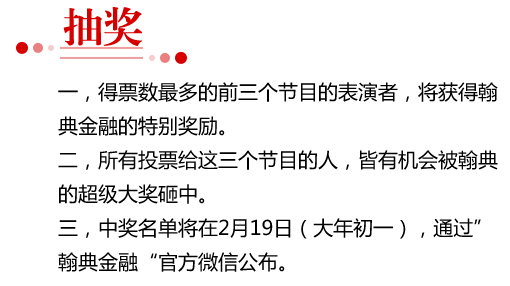 抽奖
一，得票数最多的前三个节目的表演者，将获得翰
典金融的特别奖励。
二，所有投票给这三个节目的人，皆有机会被翰典
的超级大奖砸中。
三，中奖名单将在2月19日（大年初一），通过”
翰典金融“官方微信公布。